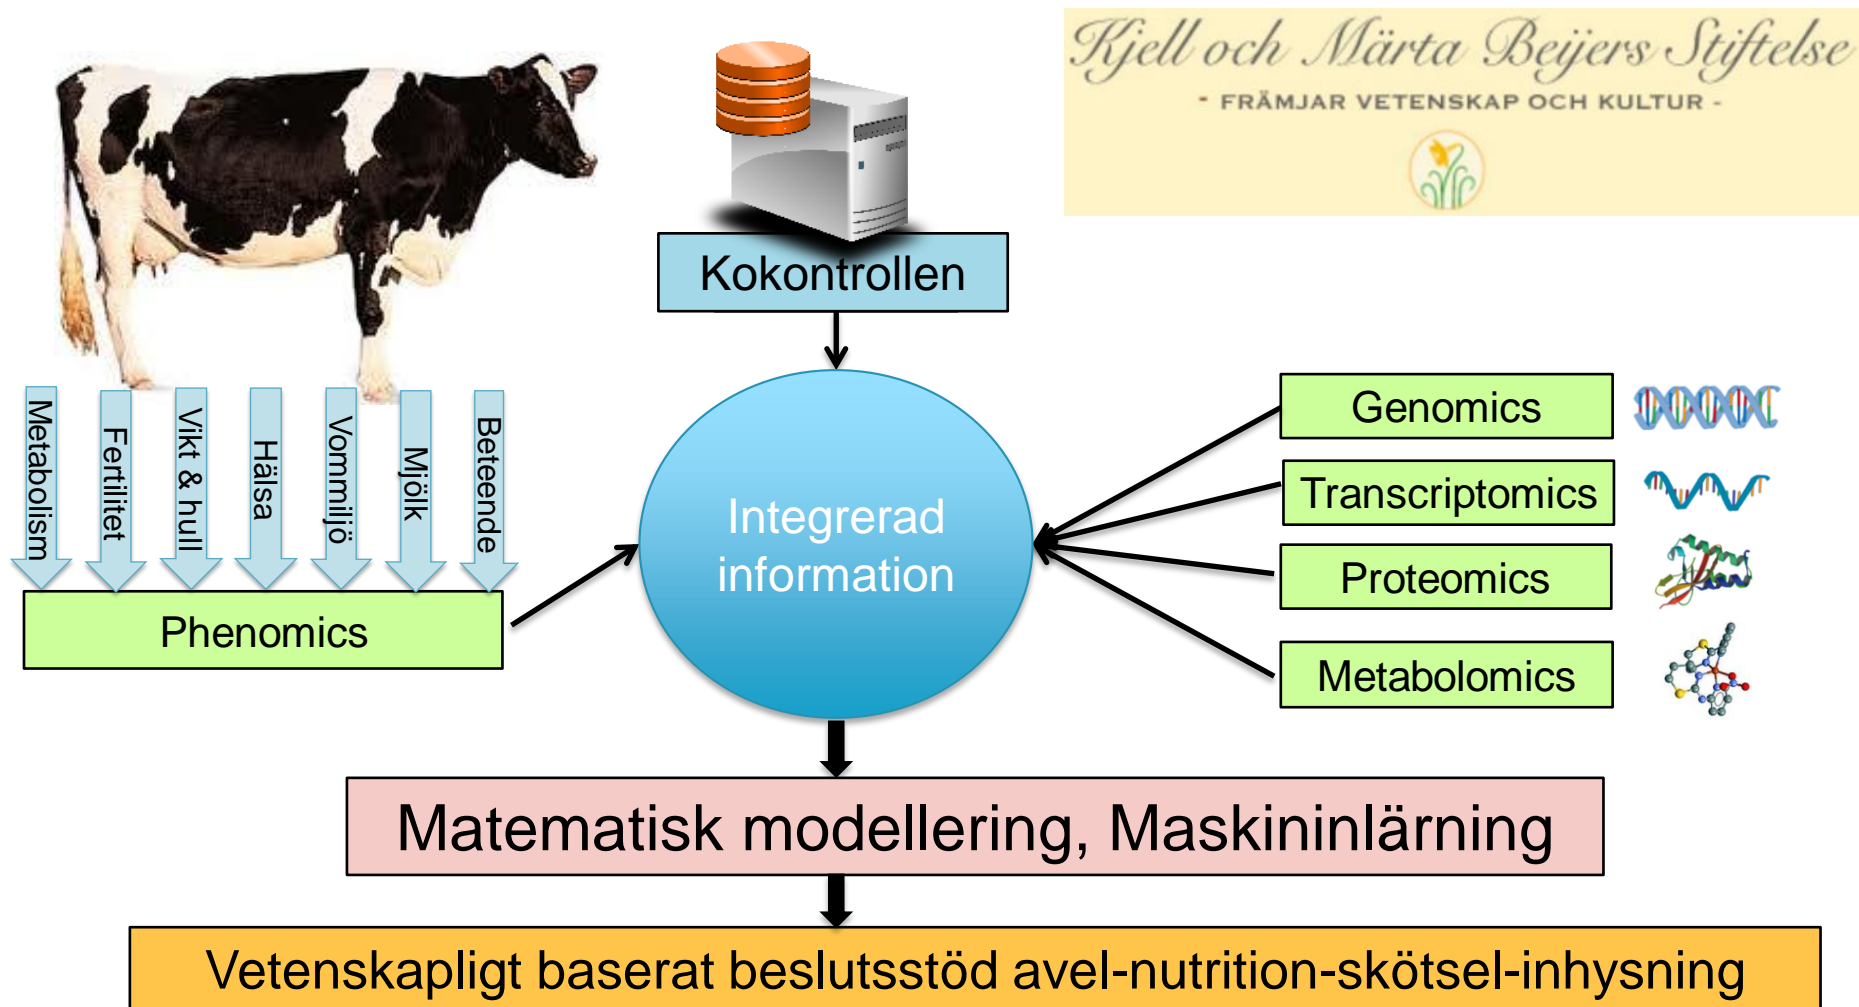 Kjell och Märta Beijers Stiftelse
- FRÄMJAR VETENSKAP OCH KULTUR -
Kokontrollen
Metabolism
Fertilitet
Vikt & hull
Hälsa
Vommiljö
Mjölk
Beteende
Phenomics
Integrerad
information
Genomics
Transcriptomics
Proteomics
Metabolomics
Matematisk modellering, Maskininlärning
Vetenskapligt baserat beslutsstöd avel-nutrition-skötsel-inhysning